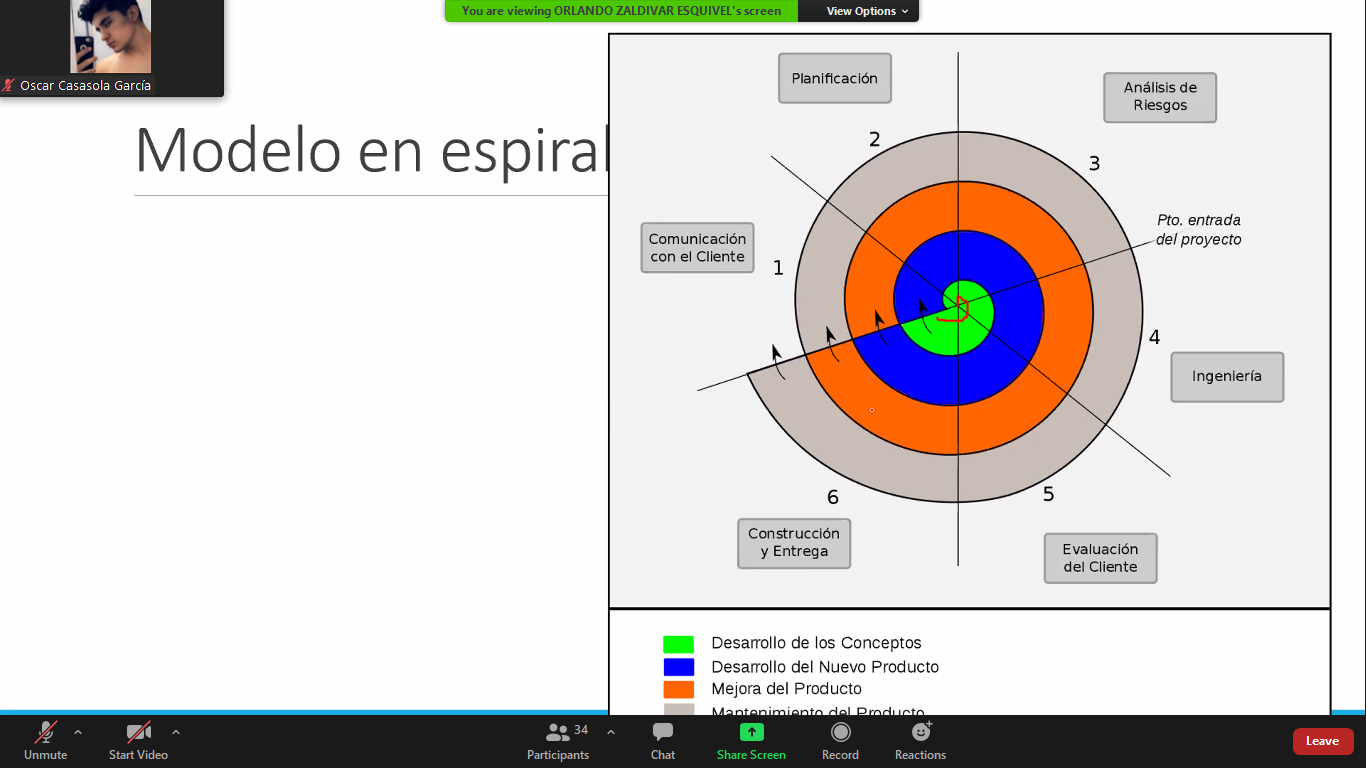 You are viewing ORLANDO ZALDIVAR ESQUIVEL's screen
View Options
Oscar Casasola García
Modelo en espiral
Planificación
Análisis de
Riesgos
2
3
Pto. entrada
del proyecto
Comunicación
con el Cliente
1
4
Ingeniería
6
5
Construcción
y Entrega
Evaluación
del Cliente
Desarrollo de los Conceptos
Desarrollo del Nuevo Producto
Mejora del Producto
Mantenimiento del Producto
Unmute
Start Video
Participants
34
Chat
Share Screen
Record
Reactions
Leave